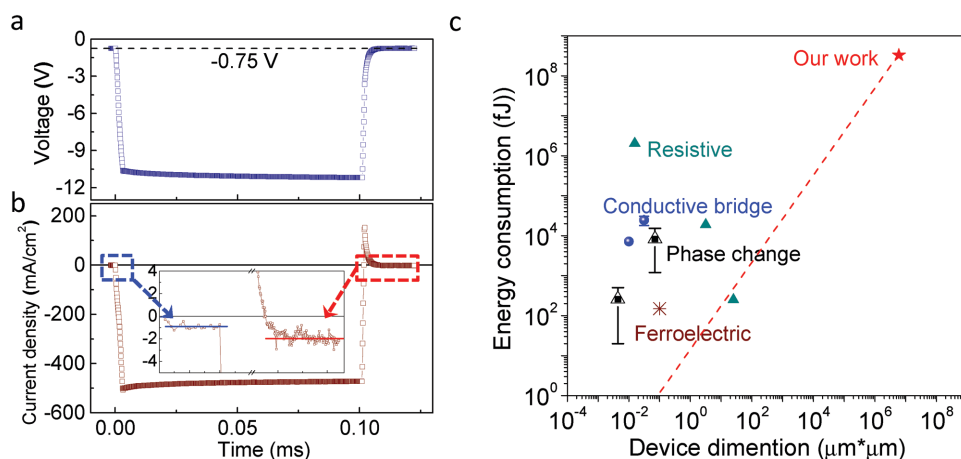 a
0
-3
-6
-9
-12
Voltage (V)
-0.75 V
b
200
0
-200
-400
-600
Current density (mA/cm²)
4
2
0
-2
-4
0.00
0.05
0.10
Time (ms)
c
10⁸
10⁶
10⁴
10²
10⁰
Energy consumption (fJ))
Our work
Resistive
Conductive bridge
Phase change
Ferroelectric
10⁻⁴
10⁻²
10⁰
10²
10⁴
10⁶
10⁸
Device dimention (μm*μm)